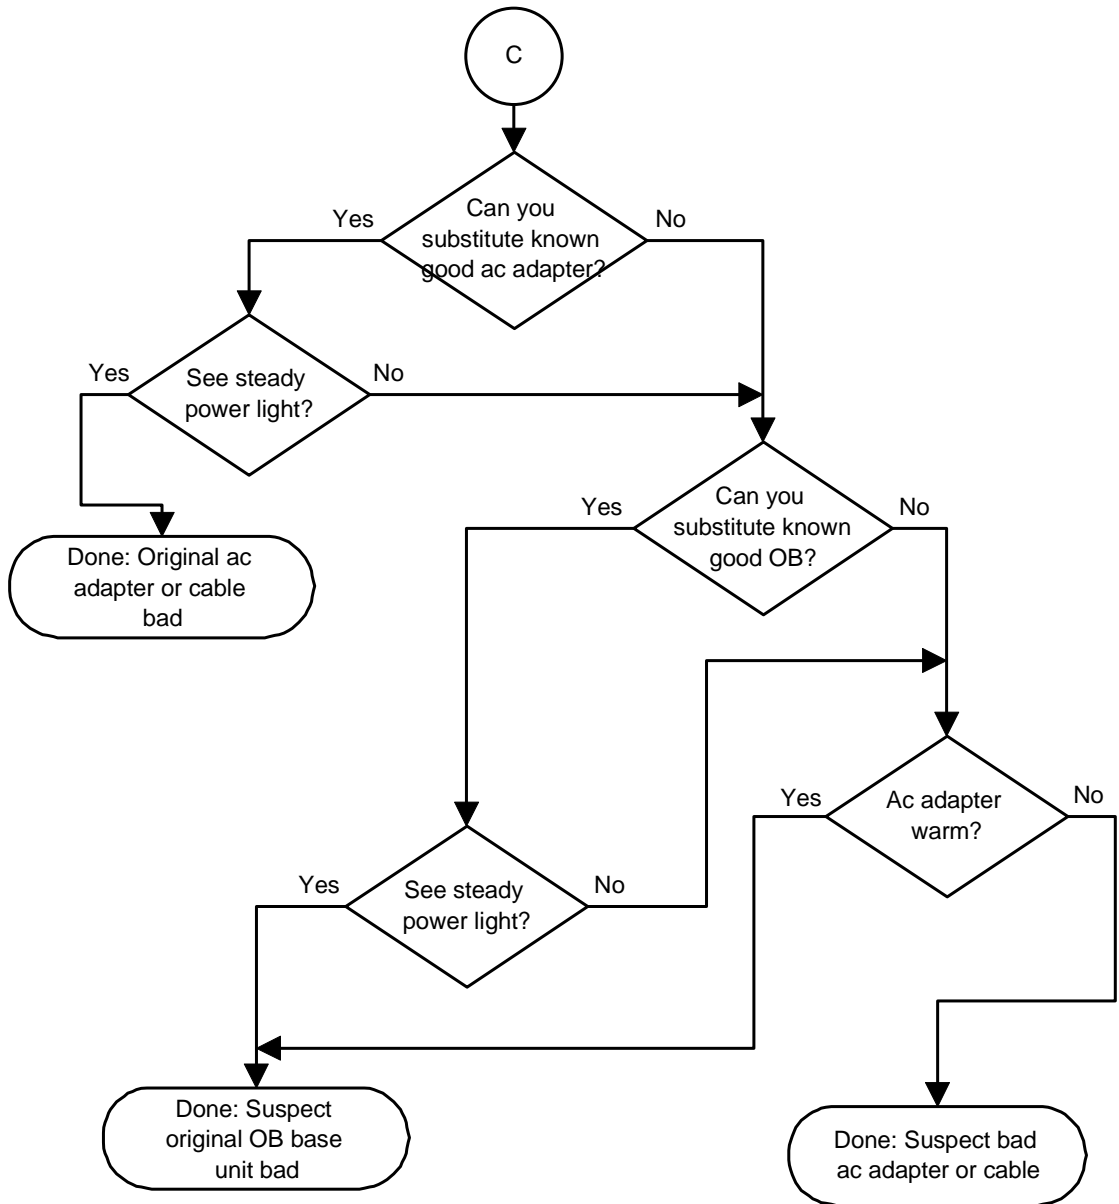 C
Can you
substitute known
good ac adapter?
Yes
No
See steady
power light?
Yes
No
Done: Original ac
adapter or cable
bad
Can you
substitute known
good OB?
Yes
No
Ac adapter
warm?
Yes
No
See steady
power light?
Yes
No
Done: Suspect
original OB base
unit bad
Done: Suspect bad
ac adapter or cable